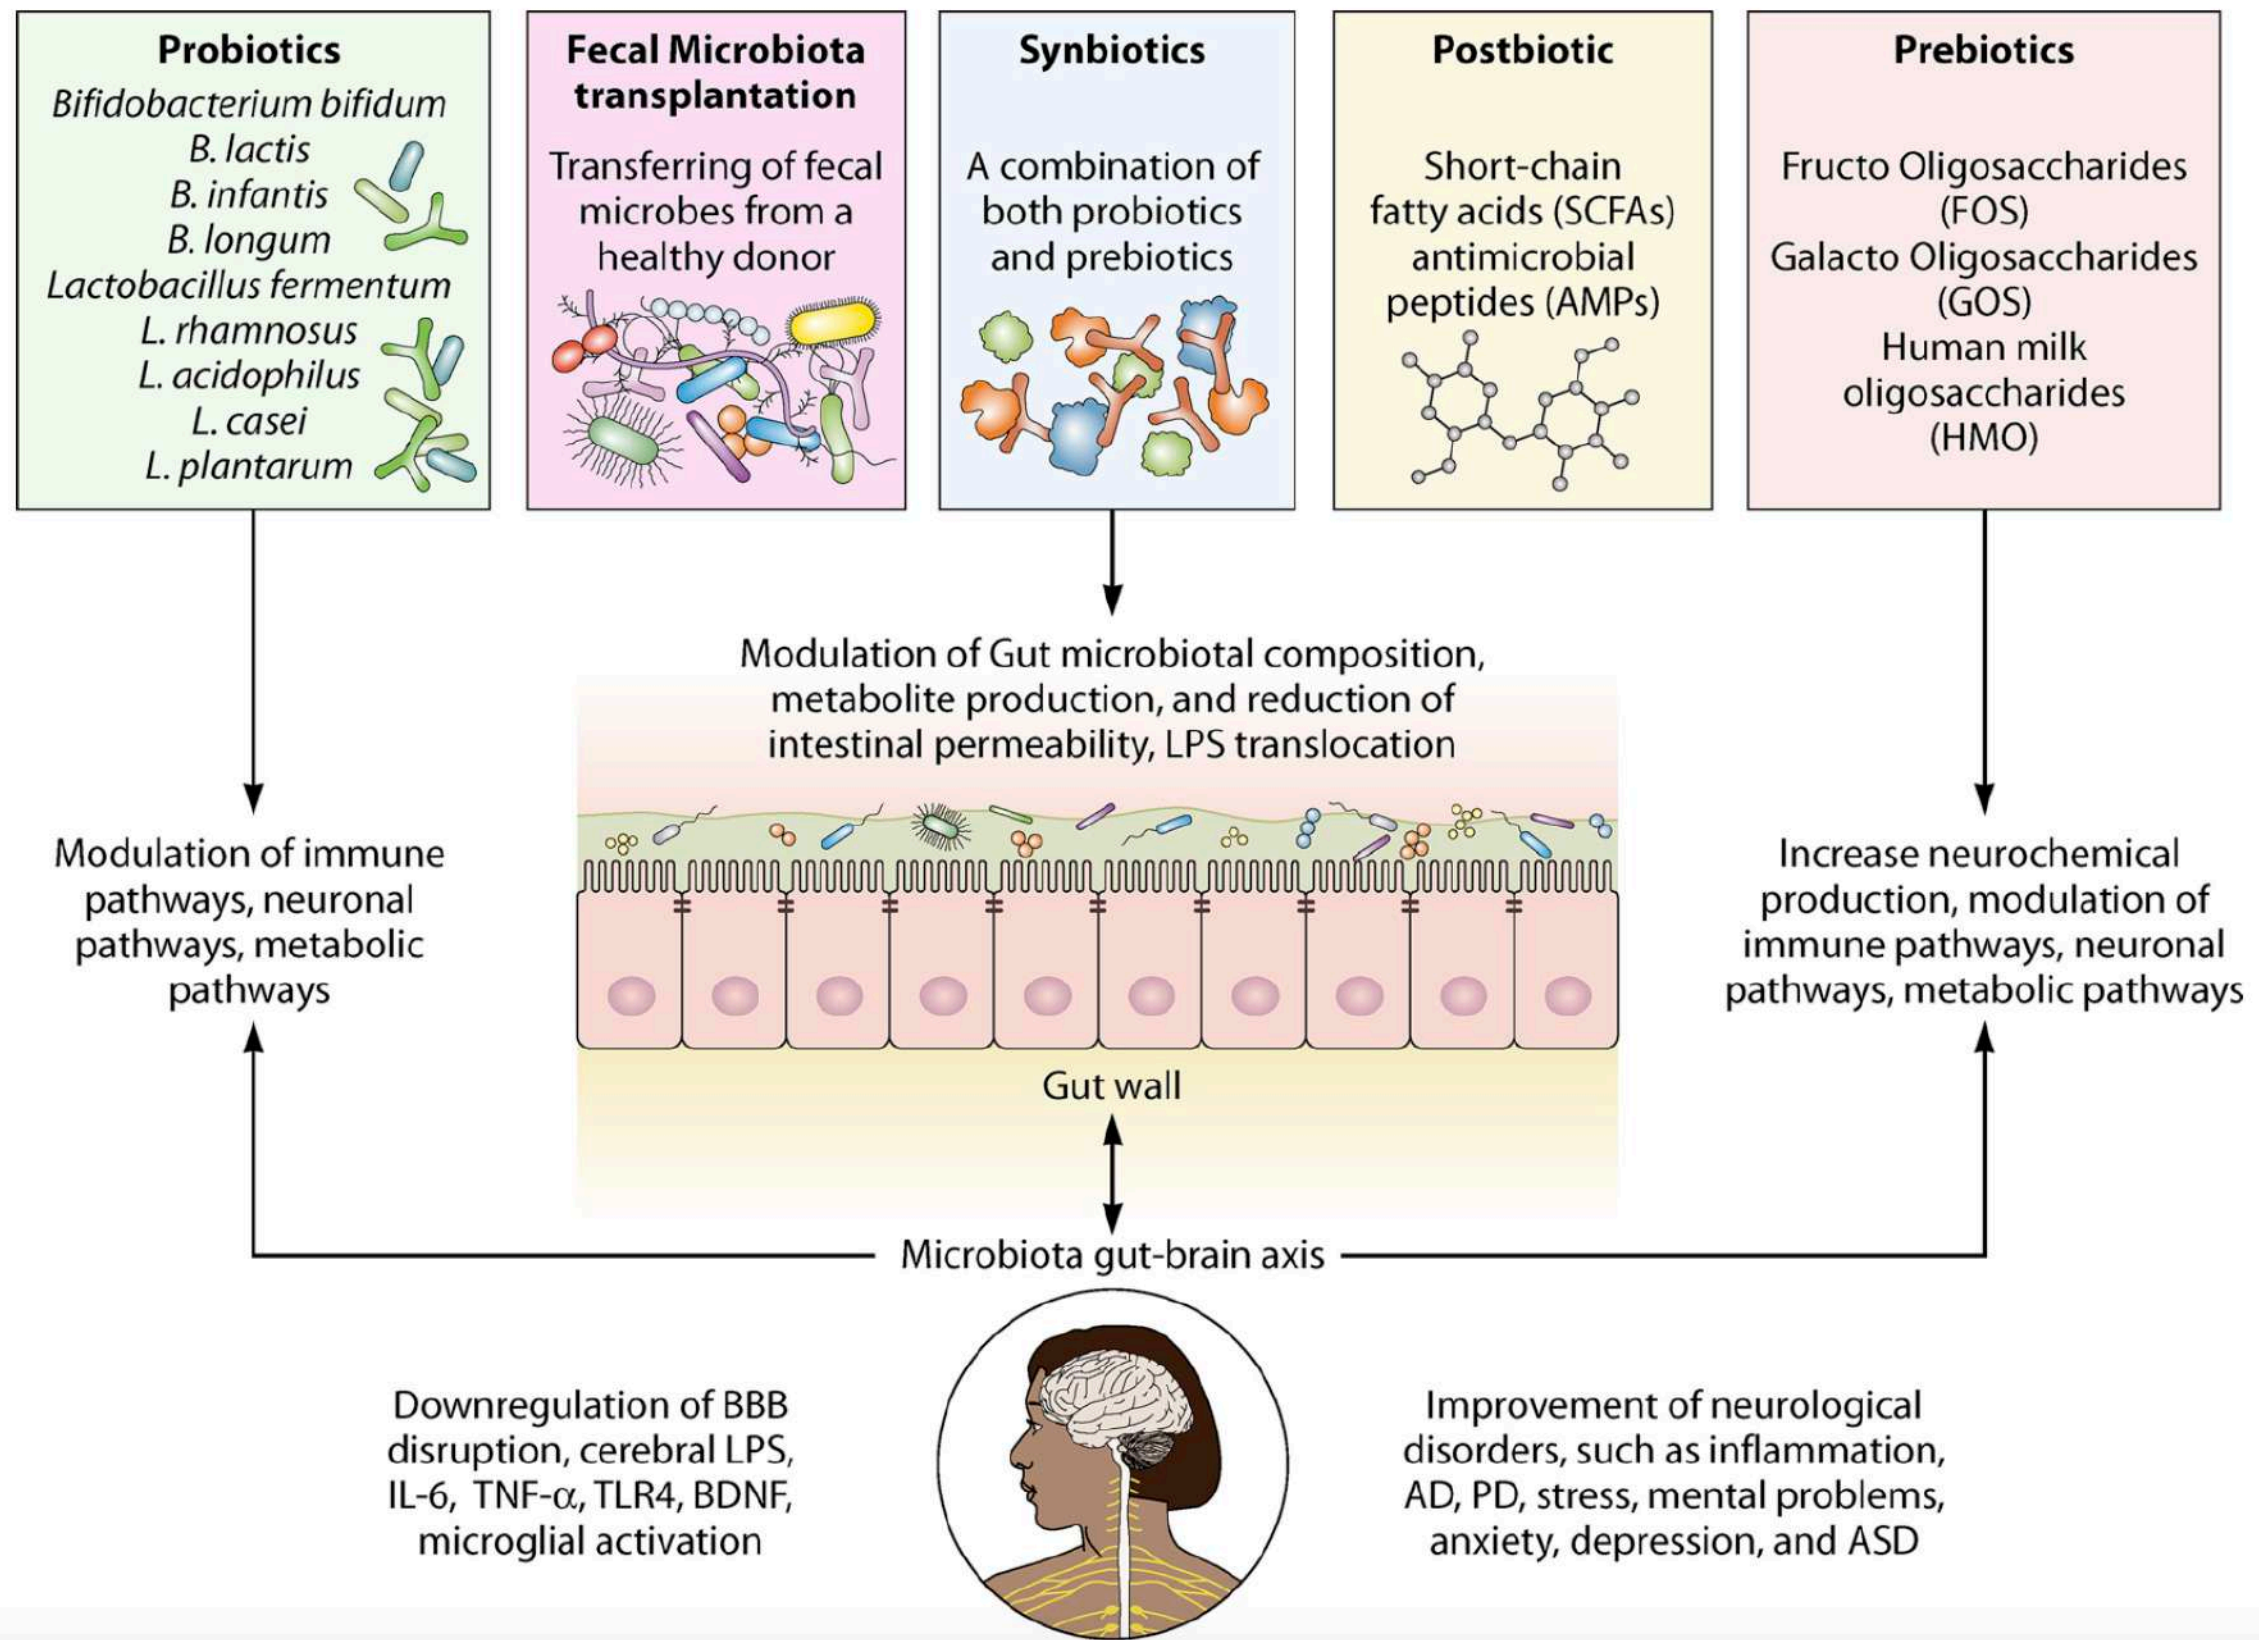 Probiotics
Bifidobacterium bifidum
B. lactis
B. infantis
B. longum
Lactobacillus fermentum
L. rhamnosus
L. acidophilus
L. casei
L. plantarum
Fecal Microbiota
transplantation
Transferring of fecal
microbes from a
healthy donor
Synbiotics
A combination of
both probiotics
and prebiotics
Postbiotic
Short-chain
fatty acids (SCFAs)
antimicrobial
peptides (AMPs)
Prebiotics
Fructo Oligosaccharides
(FOS)
Galacto Oligosaccharides
(GOS)
Human milk
oligosaccharides
(HMO)
Modulation of Gut microbiotal composition,
metabolite production, and reduction of
intestinal permeability, LPS translocation
Modulation of immune
pathways, neuronal
pathways, metabolic
pathways
Increase neurochemical
production, modulation of
immune pathways, neuronal
pathways, metabolic pathways
Gut wall
Microbiota gut-brain axis
Downregulation of BBB
disruption, cerebral LPS,
IL-6, TNF-α, TLR4, BDNF,
microglial activation
Improvement of neurological
disorders, such as inflammation,
AD, PD, stress, mental problems,
anxiety, depression, and ASD